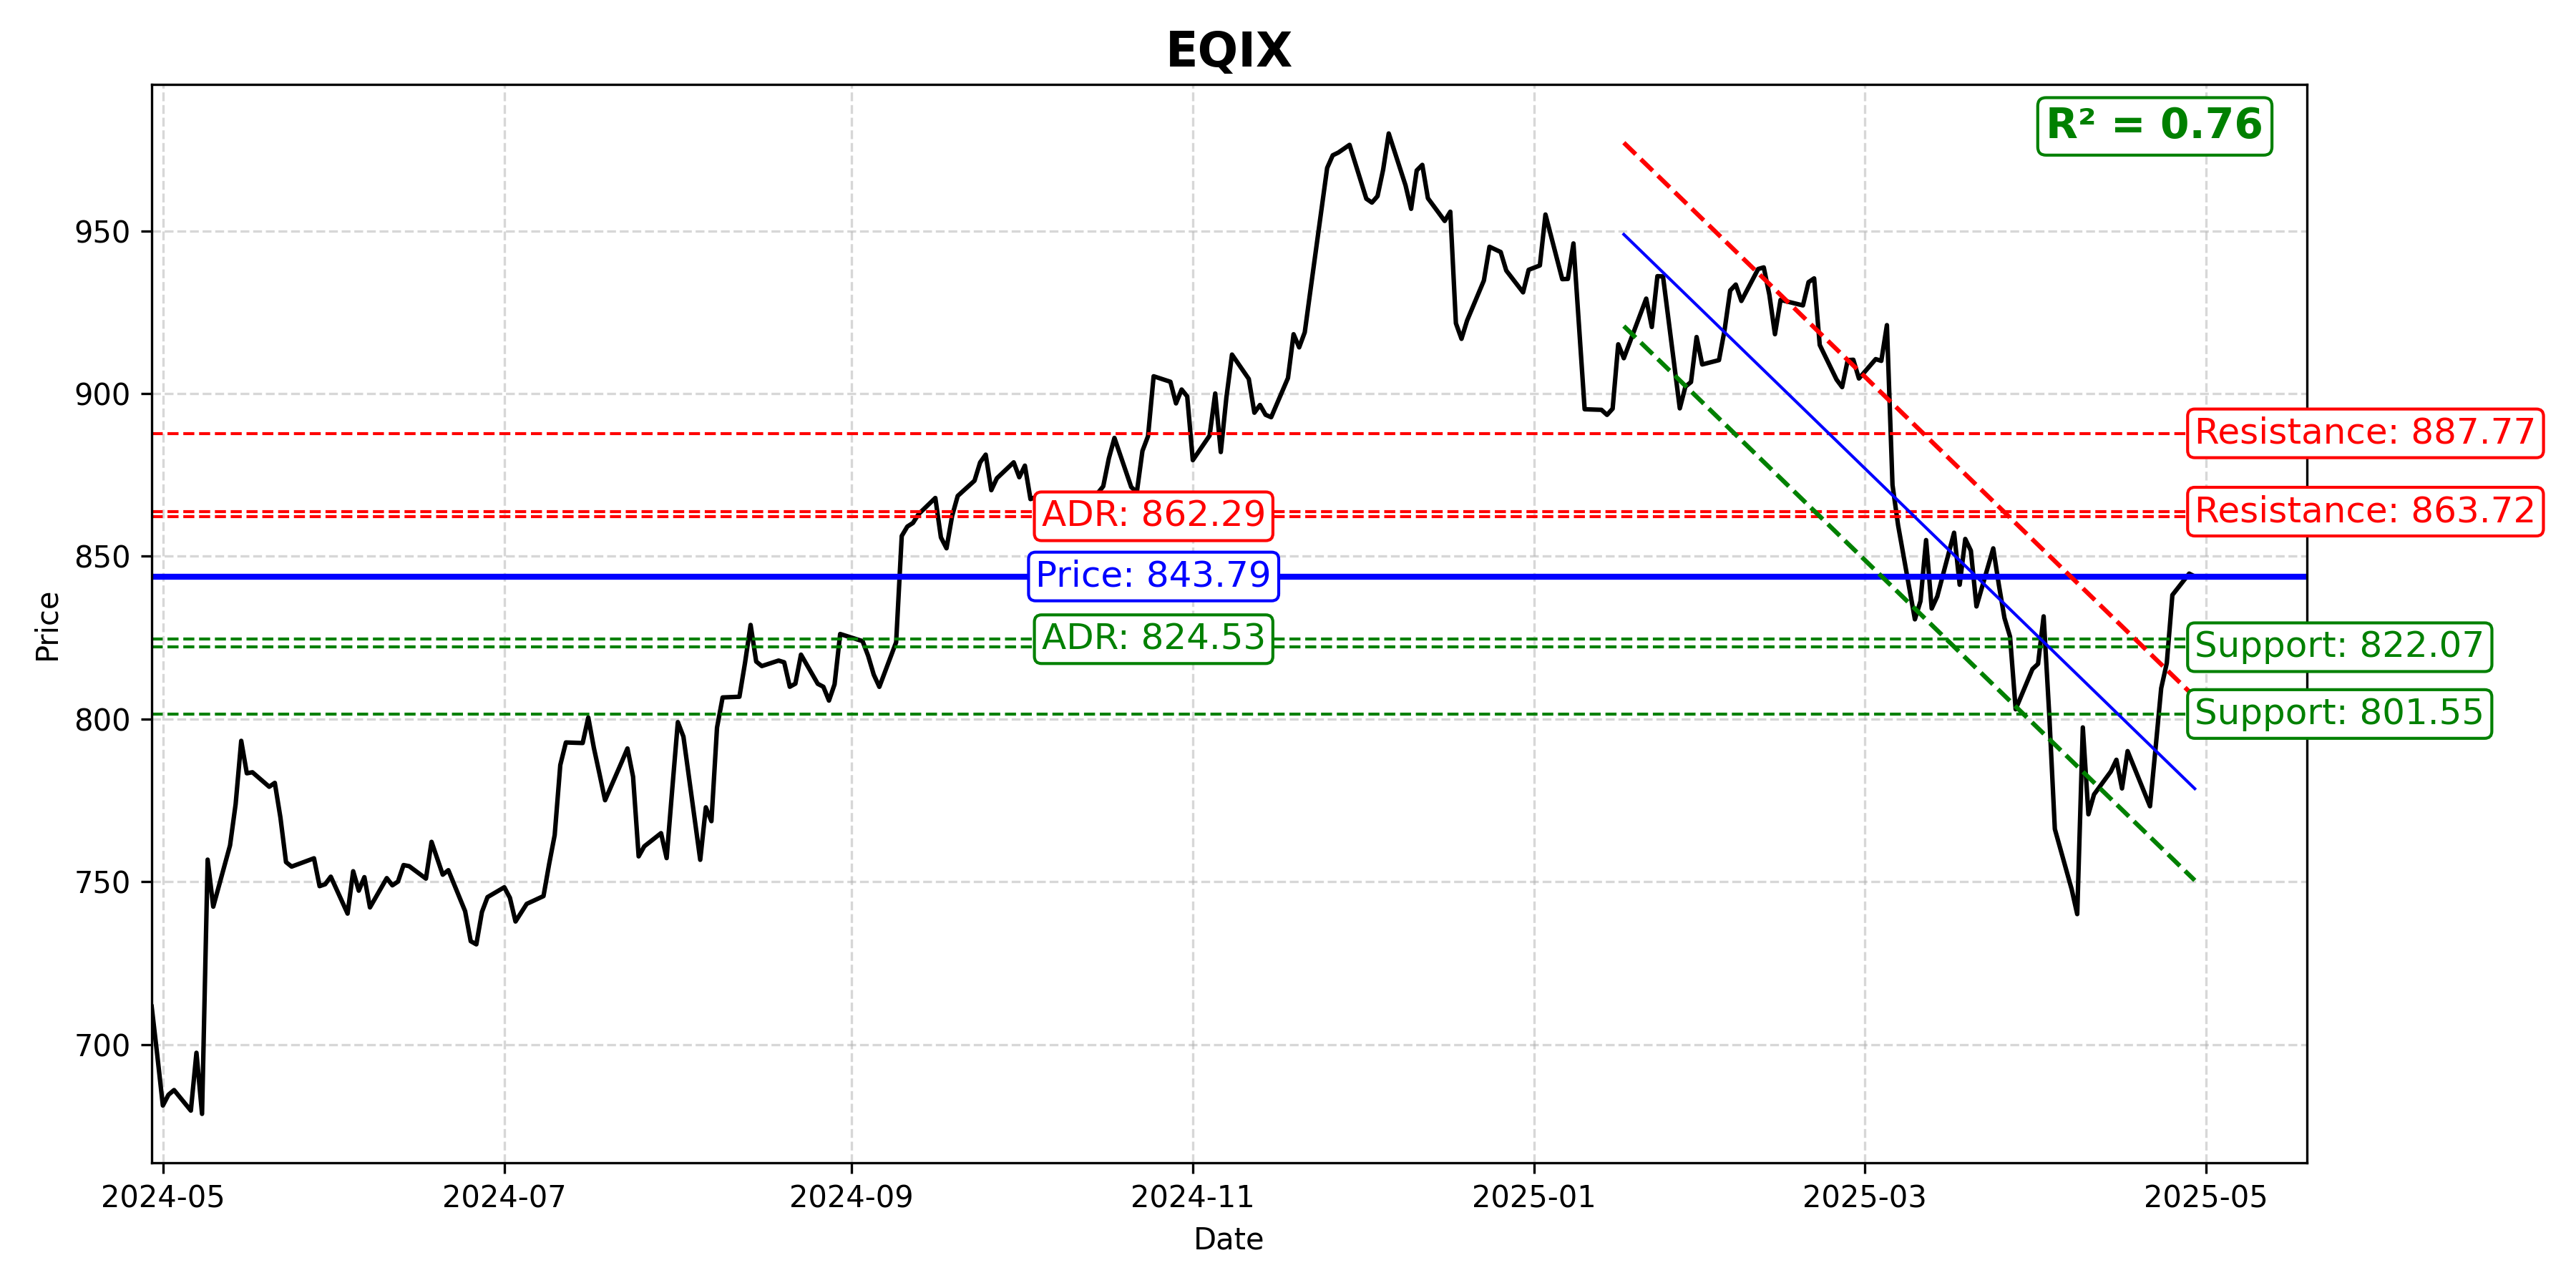 EQIX
R² = 0.76
950
900
850
800
750
700
Price
Resistance: 887.77
ADR: 862.29
Resistance: 863.72
Price: 843.79
ADR: 824.53
Support: 822.07
Support: 801.55
2024-05
2024-07
2024-09
2024-11
2025-01
2025-03
2025-05
Date